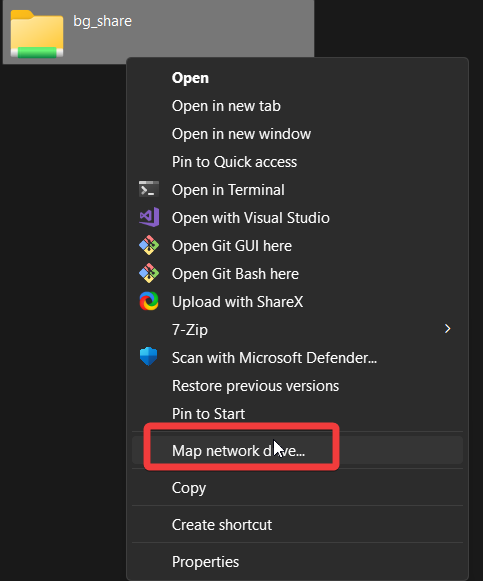 bg_share
Open
Open in new tab
Open in new window
Pin to Quick access
Open in Terminal
Open with Visual Studio
Open Git GUI here
Open Git Bash here
Upload with ShareX
7-Zip
Scan with Microsoft Defender...
Restore previous versions
Pin to Start
Map network drive...
Copy
Create shortcut
Properties